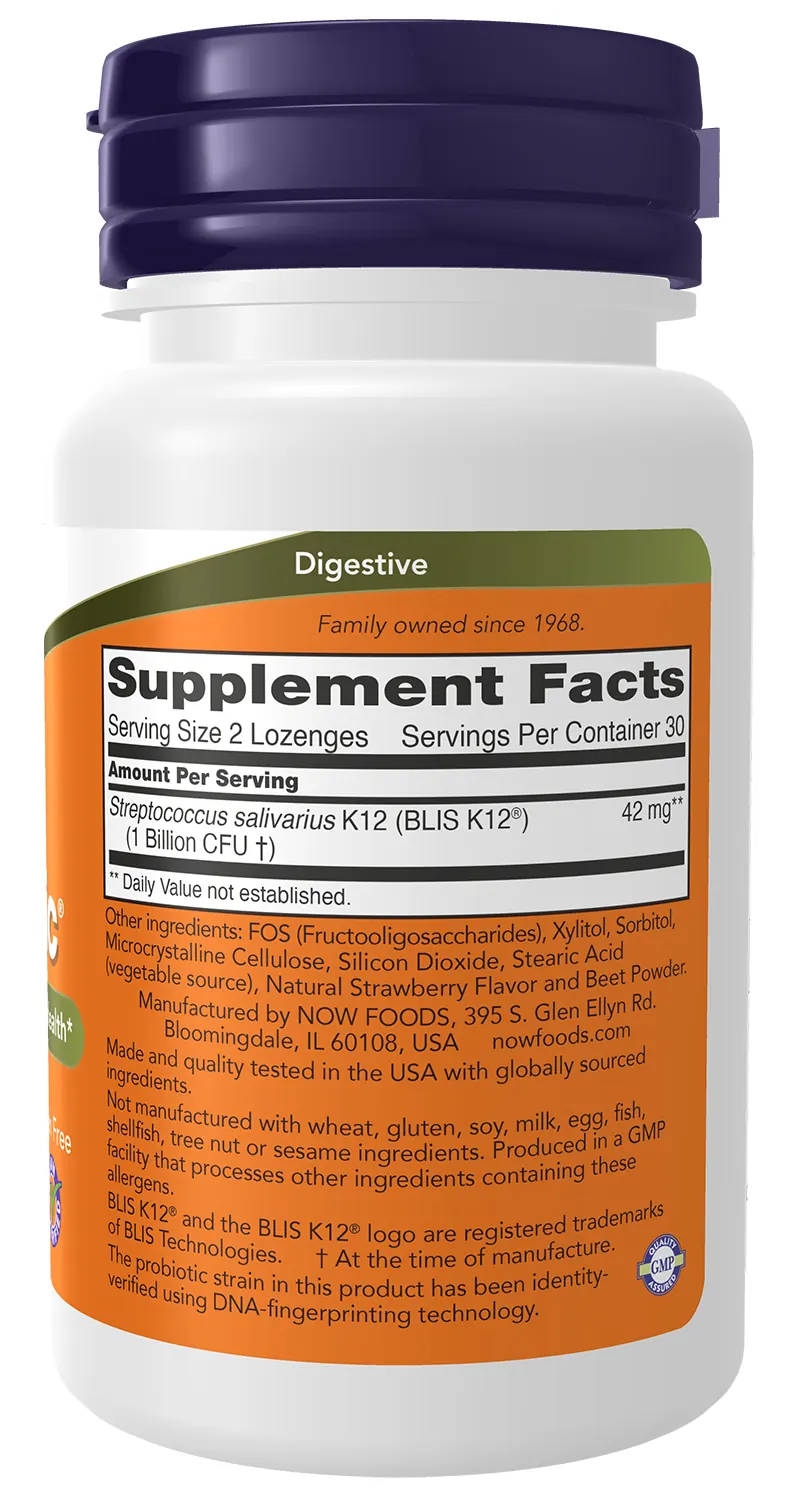 Digestive
Family owned since 1968.
Supplement Facts
Serving Size 2 Lozenges Servings Per Container 30
Amount Per Serving
Streptococcus salivarius K12 (BLIS K12®) 42 mg**
(1 Billion CFU †)
** Daily Value not established.
Other ingredients: FOS (Fructooligosaccharides), Xylitol, Sorbitol,
Microcrystalline Cellulose, Silicon Dioxide, Stearic Acid
(vegetable source), Natural Strawberry Flavor and Beet Powder.
Manufactured by NOW FOODS, 395 S. Glen Ellyn Rd.
Bloomingdale, IL 60108, USA nowfoods.com
Made and quality tested in the USA with globally sourced
ingredients.
Not manufactured with wheat, gluten, soy, milk, egg, fish,
shellfish, tree nut or sesame ingredients. Produced in a GMP
facility that processes other ingredients containing these
allergens.
BLIS K12® and the BLIS K12® logo are registered trademarks
of BLIS Technologies. † At the time of manufacture.
The probiotic strain in this product has been identity-
verified using DNA-fingerprinting technology.
QUALITY
GMP
ASSURED
Free